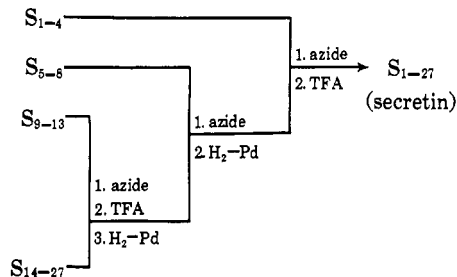 S₁₋₄
1. azide
2. TFA
S₁₋₂₇
(secretin)
S₅₋₈
1. azide
2. H₂-Pd
S₉₋₁₃
1. azide
2. TFA
3. H₂-Pd
S₁₄₋₂₇